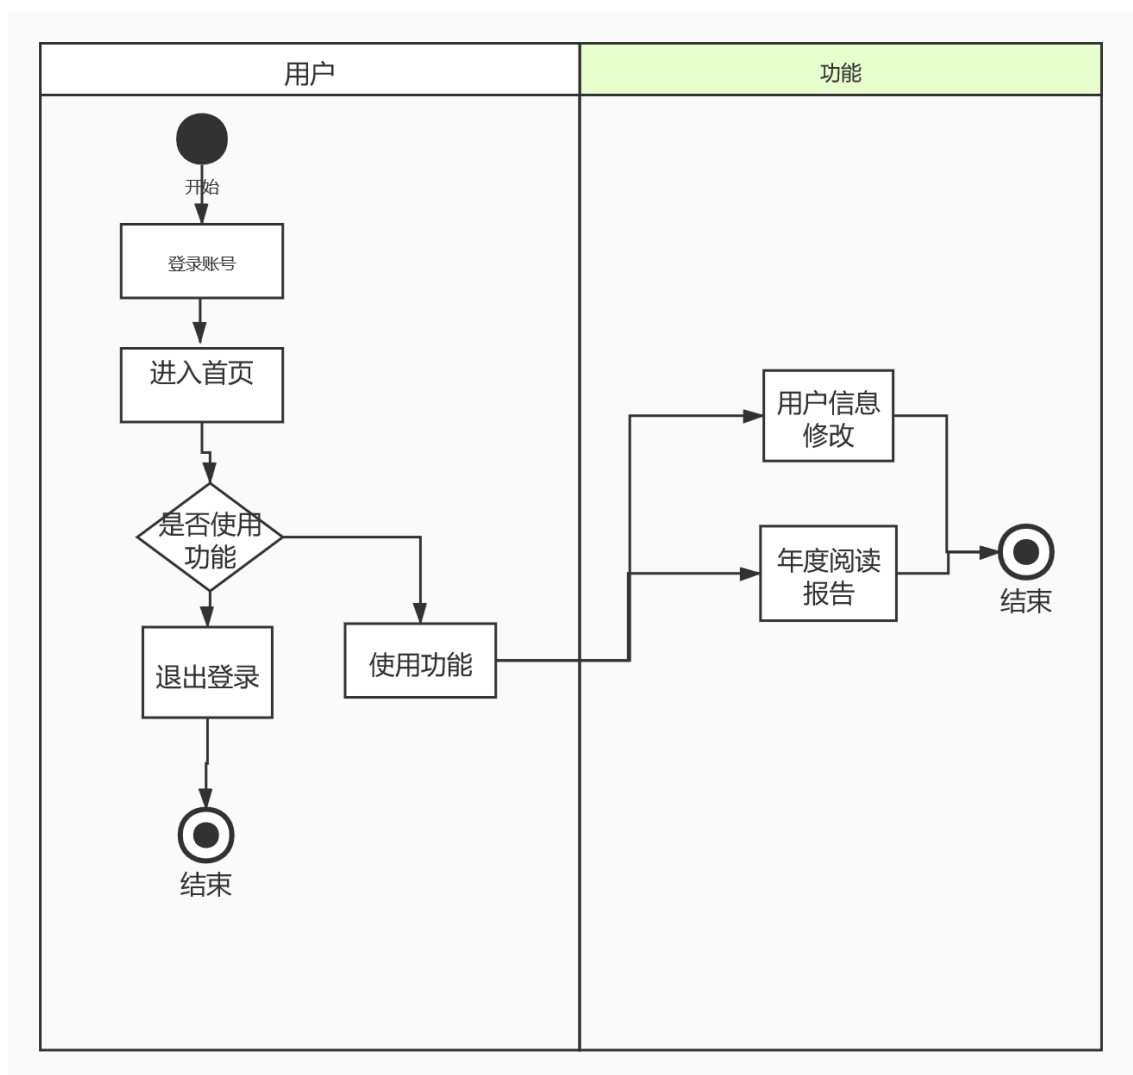 用户
功能
开始
登录账号
进入首页
是否使用
功能
退出登录
使用功能
结束
用户信息
修改
年度阅读
报告
结束